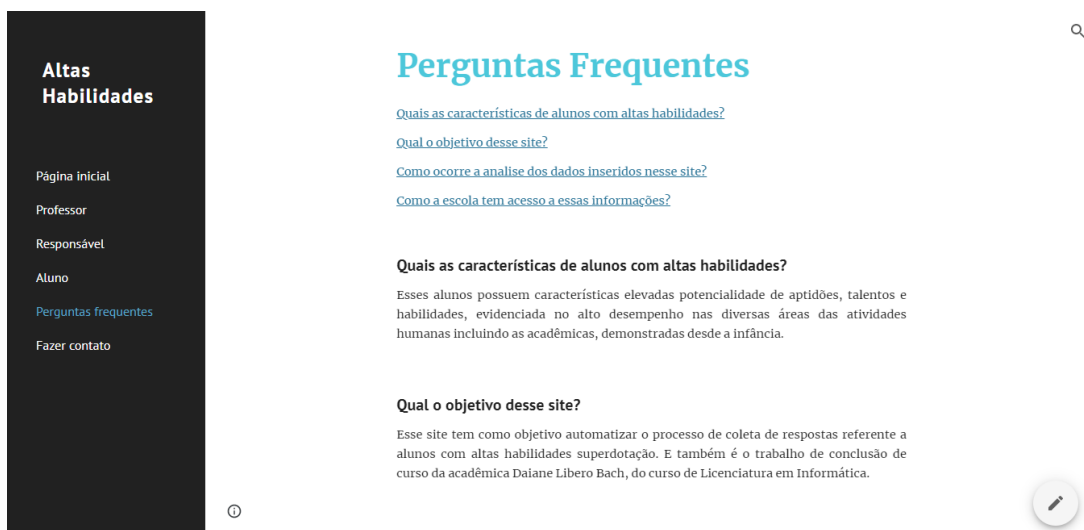 Altas
Habilidades
Página inicial
Professor
Responsável
Aluno
Perguntas frequentes
Fazer contato
Perguntas Frequentes
Quais as características de alunos com altas habilidades?
Qual o objetivo desse site?
Como ocorre a analise dos dados inseridos nesse site?
Como a escola tem acesso a essas informações?
Quais as características de alunos com altas habilidades?
Esses alunos possuem características elevadas potencialidade de aptidões, talentos e
habilidades, evidenciada no alto desempenho nas diversas áreas das atividades
humanas incluindo as acadêmicas, demonstradas desde a infância.
Qual o objetivo desse site?
Esse site tem como objetivo automatizar o processo de coleta de respostas referente a
alunos com altas habilidades superdotação. E também é o trabalho de conclusão de
curso da acadêmica Daiane Libero Bach, do curso de Licenciatura em Informática.